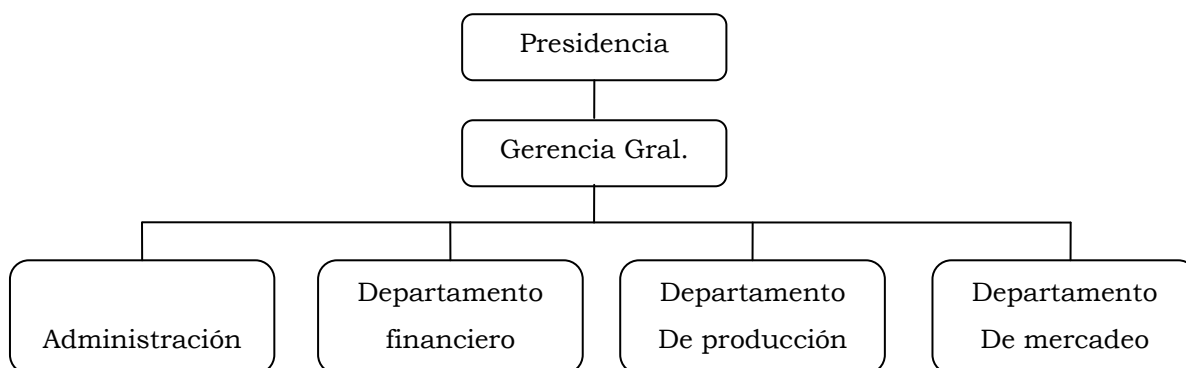 Presidencia
Gerencia Gral.
Administración
Departamento
financiero
Departamento
De producción
Departamento
De mercadeo